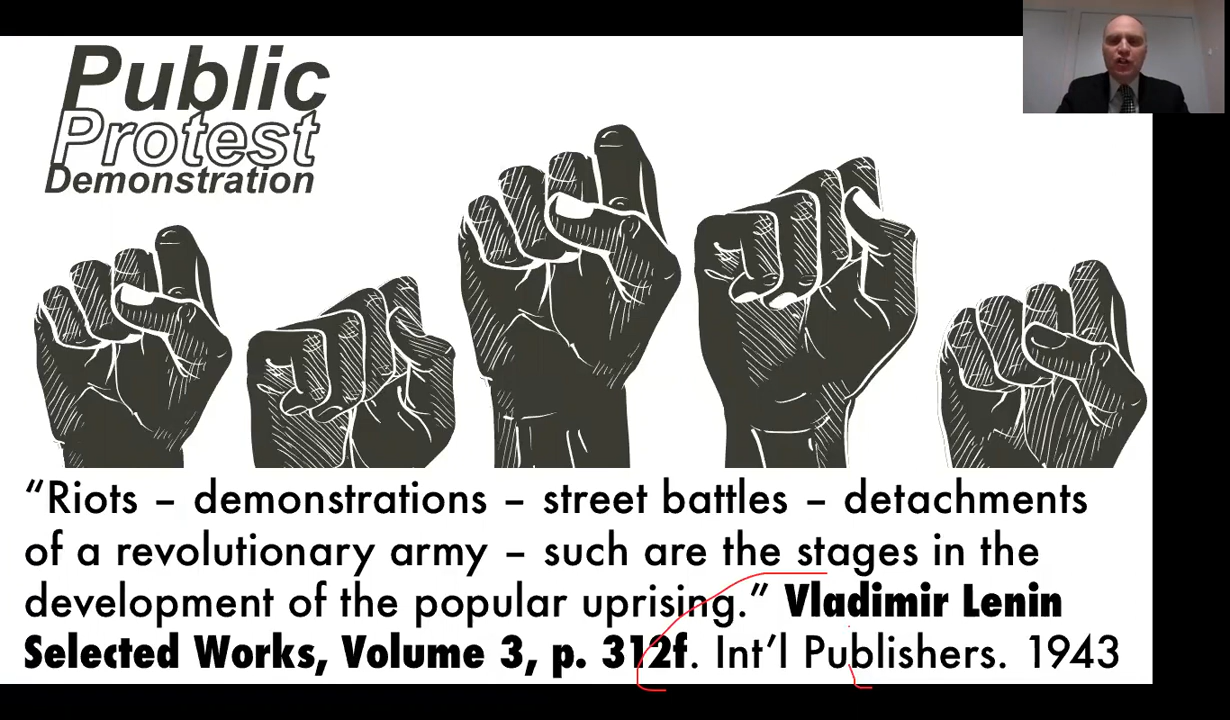 Public
Protest
Demonstration
“Riots – demonstrations – street battles – detachments
of a revolutionary army – such are the stages in the
development of the popular uprising.” Vladimir Lenin
Selected Works, Volume 3, p. 312f. Int’l Publishers. 1943